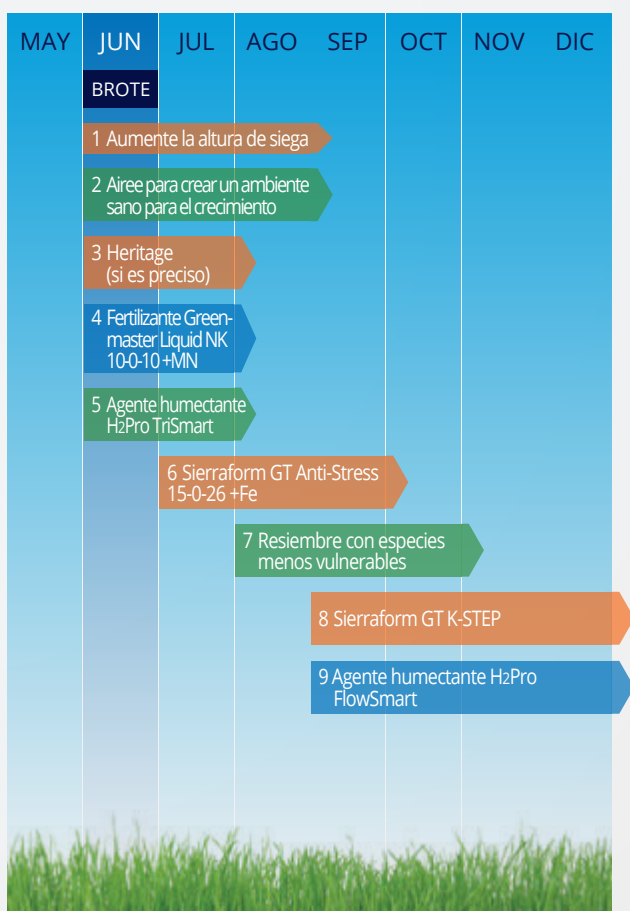 MAY JUN JUL AGO SEP OCT NOV DIC
BROTE
1 Aumente la altura de siega
2 Airee para crear un ambiente
sano para el crecimiento
3 Heritage
(si es preciso)
4 Fertilizante Green-
master Liquid NK
10-0-10 +MN
5 Agente humectante
H2Pro TriSmart
6 Sierraform GT Anti-Stress
15-0-26 +Fe
7 Resiembre con especies
menos vulnerables
8 Sierraform GT K-STEP
9 Agente humectante H2Pro
FlowSmart